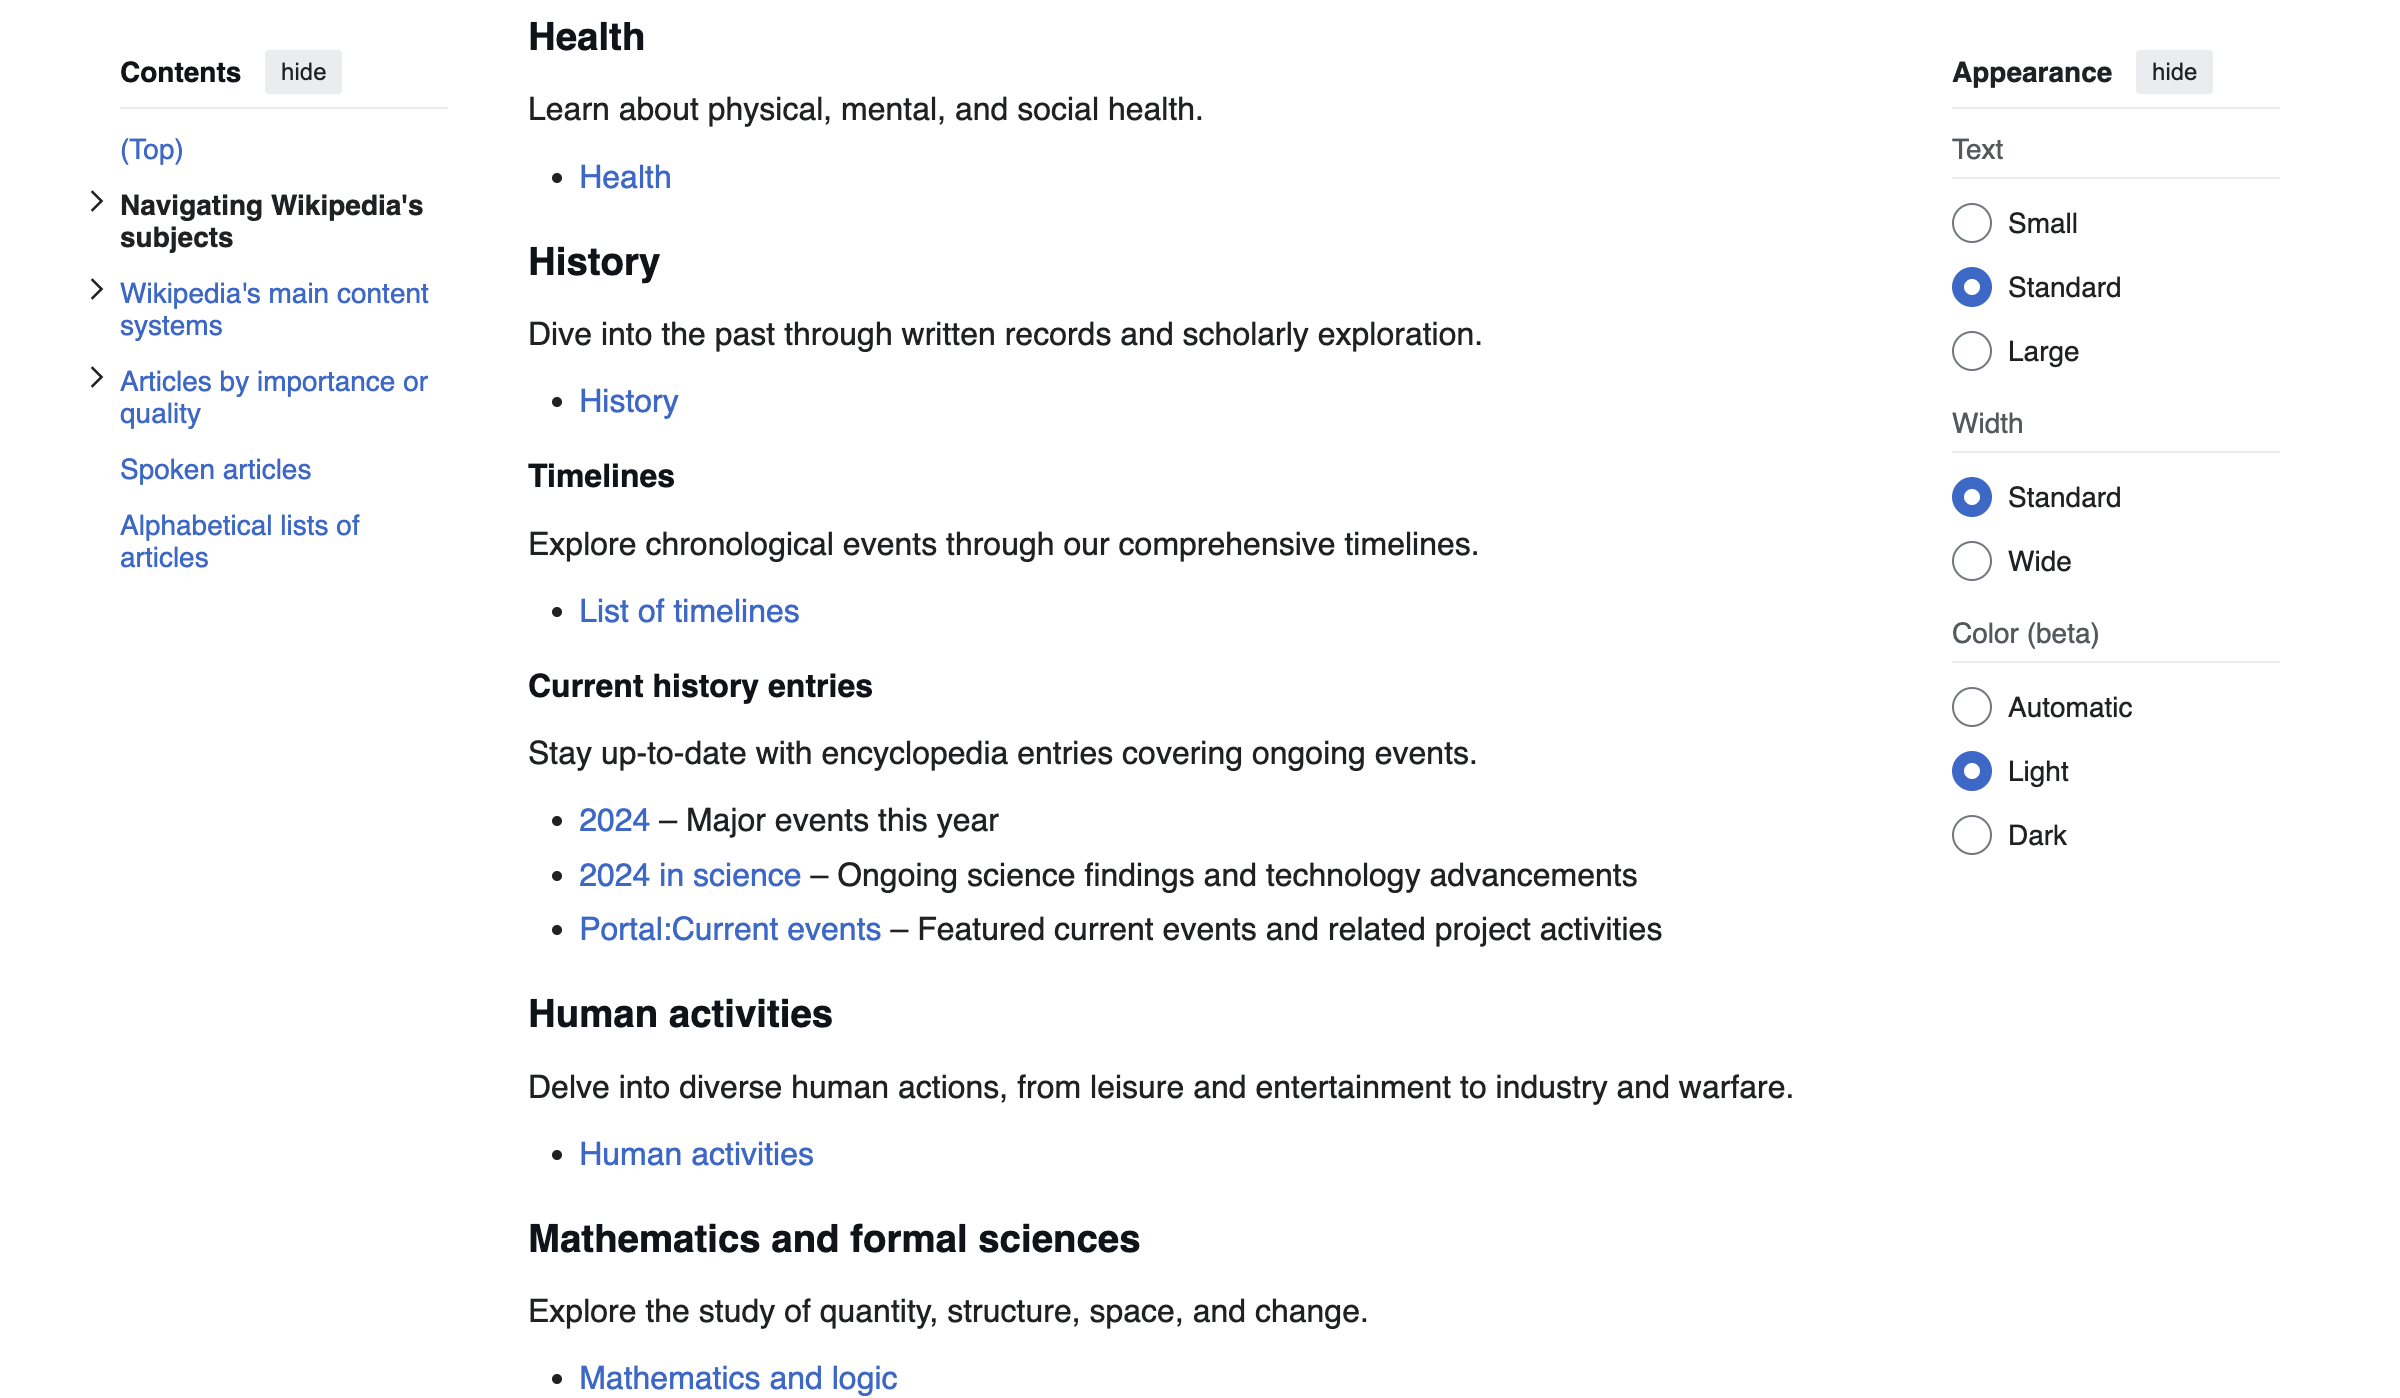 Contents hide
(Top)
Navigating Wikipedia's
subjects
Wikipedia's main content
systems
Articles by importance or
quality
Spoken articles
Alphabetical lists of
articles
Health
Learn about physical, mental, and social health.
Health
History
Dive into the past through written records and scholarly exploration.
History
Timelines
Explore chronological events through our comprehensive timelines.
List of timelines
Current history entries
Stay up-to-date with encyclopedia entries covering ongoing events.
2024 – Major events this year
2024 in science – Ongoing science findings and technology advancements
Portal:Current events – Featured current events and related project activities
Human activities
Delve into diverse human actions, from leisure and entertainment to industry and warfare.
Human activities
Mathematics and formal sciences
Explore the study of quantity, structure, space, and change.
Mathematics and logic
Appearance hide
Text
Small
Standard
Large
Width
Standard
Wide
Color (beta)
Automatic
Light
Dark